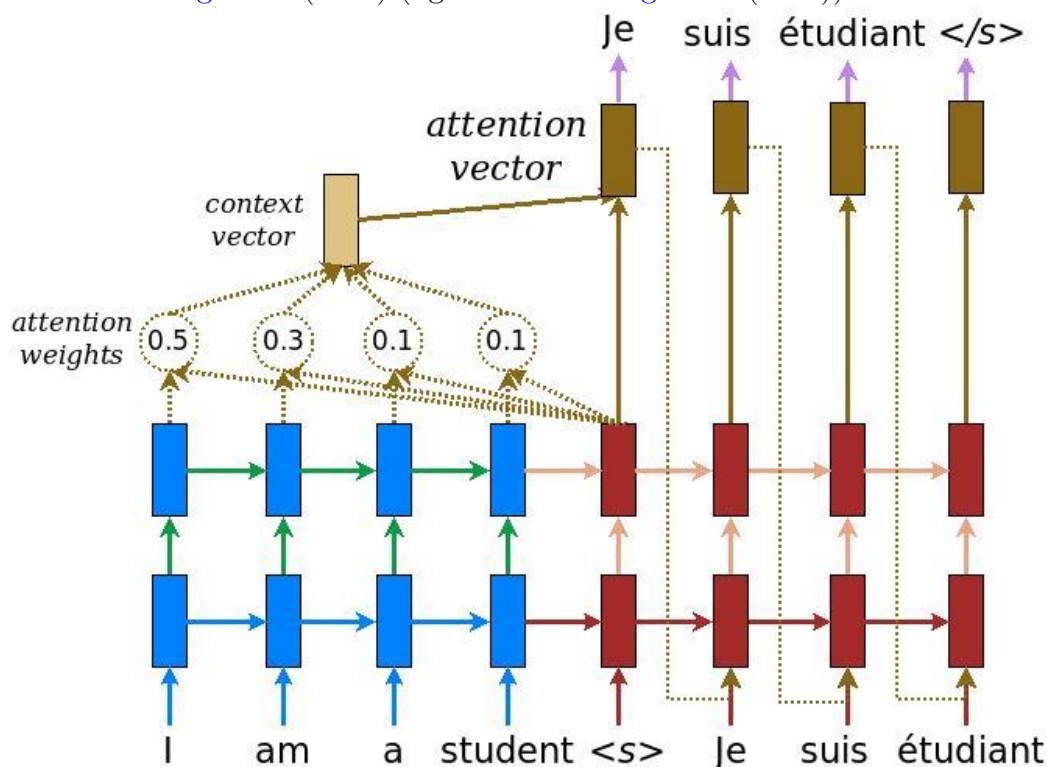 Je suis étudiant </s>
attention
vector
context
vector
attention
weights
0.5 0.3 0.1 0.1
I am a student <s> Je suis étudiant